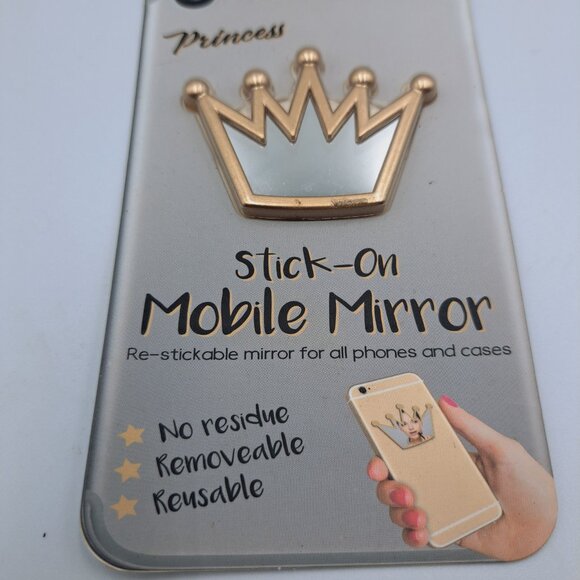 Princess
Stick-On
Mobile Mirror
Re-stickable mirror for all phones and cases
No residue
Removeable
Reusable